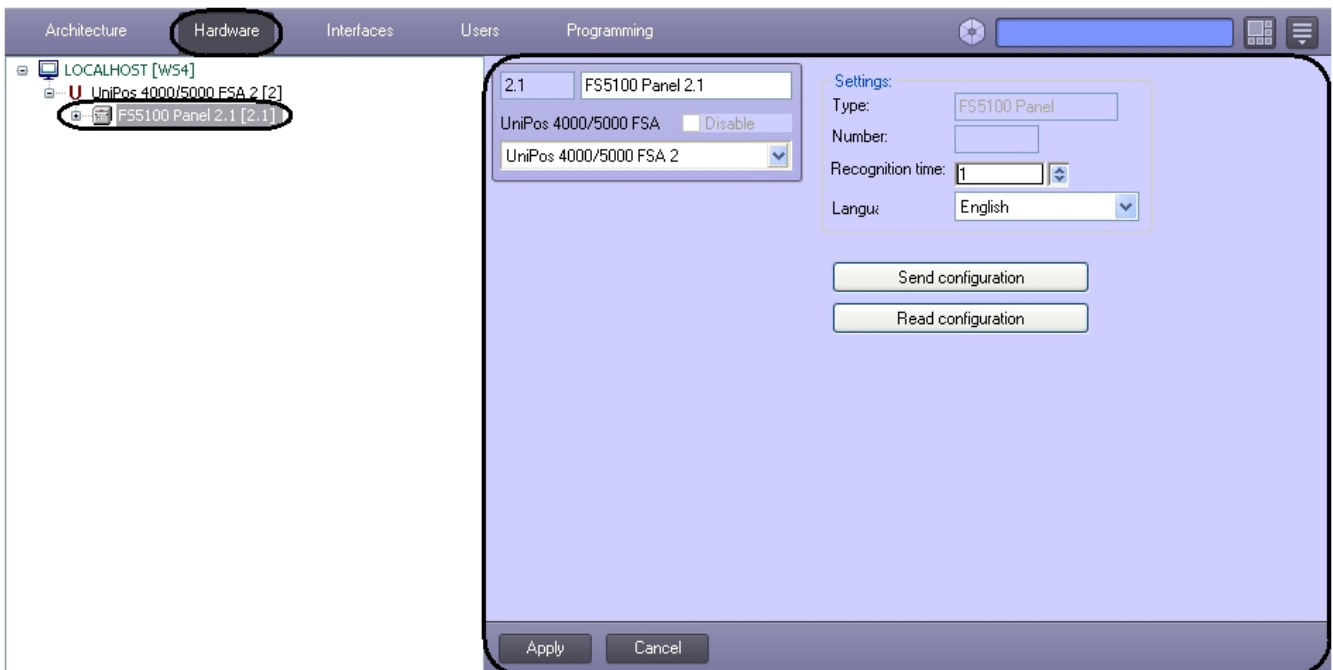 Architecture Hardware Interfaces Users Programming
LOCALHOST [WS4]
UniPos 4000/5000 FSA 2 [2]
FS5100 Panel 2.1 [2.1]
2.1 FS5100 Panel 2.1
UniPos 4000/5000 FSA Disable
UniPos 4000/5000 FSA 2
Settings:
Type: FS5100 Panel
Number:
Recognition time: 1
Langua English
Send configuration
Read configuration
Apply Cancel